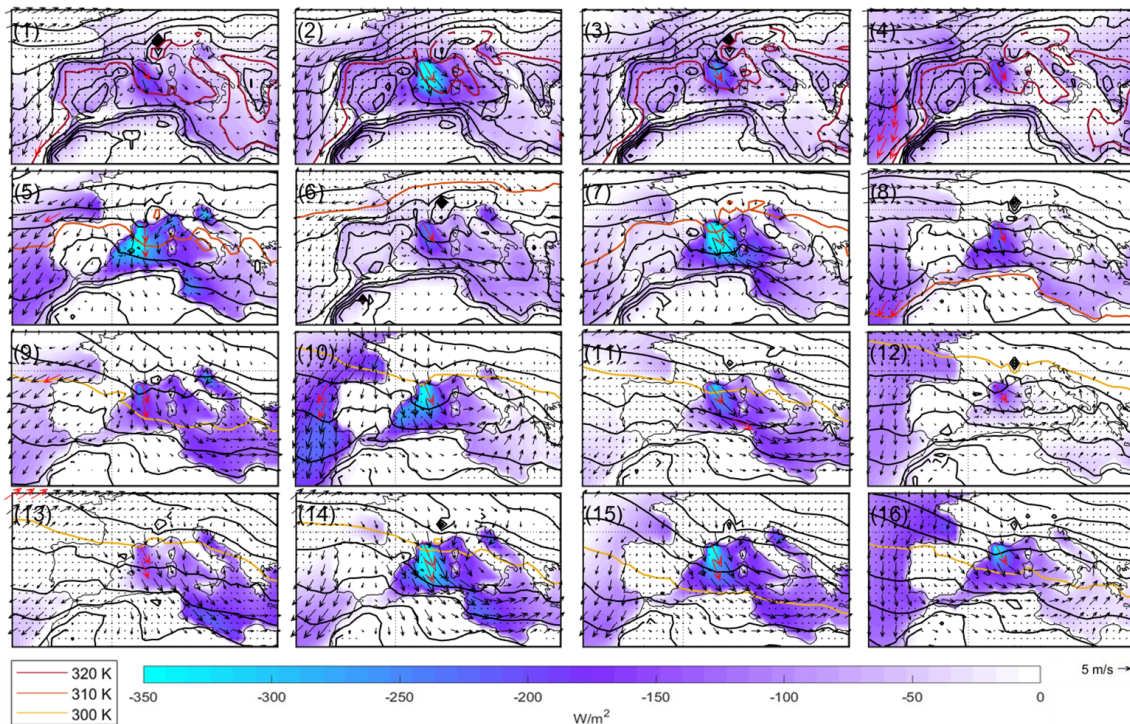 (1) (2) (3) (4)
(5) (6) (7) (8)
(9) (10) (11) (12)
(13) (14) (15) (16)
320 K
310 K
300 K
-350 -300 -250 -200 -150 -100 -50 0
W/m²
5 m/s